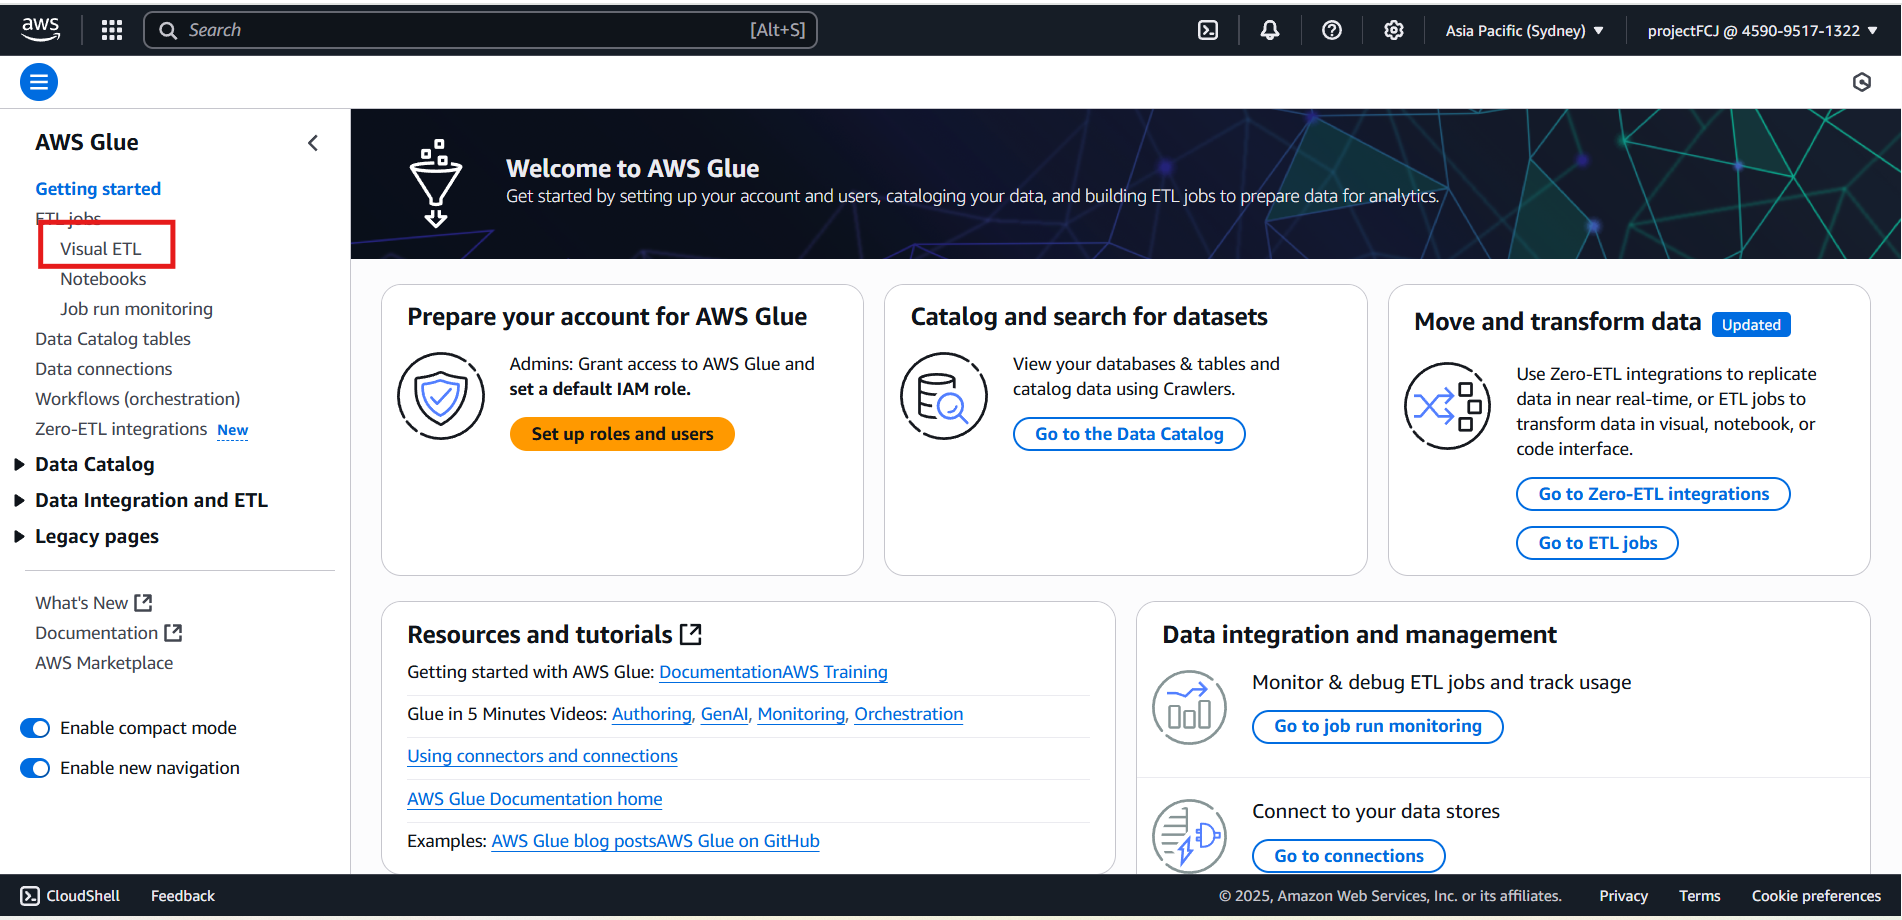 aws
Search [Alt+S]
Asia Pacific (Sydney)
projectFCJ @ 4590-9517-1322
AWS Glue
Getting started
ETL jobs
Visual ETL
Notebooks
Job run monitoring
Data Catalog tables
Data connections
Workflows (orchestration)
Zero-ETL integrations New
Data Catalog
Data Integration and ETL
Legacy pages
What's New
Documentation
AWS Marketplace
Enable compact mode
Enable new navigation
Welcome to AWS Glue
Get started by setting up your account and users, cataloging your data, and building ETL jobs to prepare data for analytics.
Prepare your account for AWS Glue
Admins: Grant access to AWS Glue and
set a default IAM role.
Set up roles and users
Catalog and search for datasets
View your databases & tables and
catalog data using Crawlers.
Go to the Data Catalog
Move and transform data Updated
Use Zero-ETL integrations to replicate
data in near real-time, or ETL jobs to
transform data in visual, notebook, or
code interface.
Go to Zero-ETL integrations
Go to ETL jobs
Resources and tutorials
Getting started with AWS Glue: DocumentationAWS Training
Glue in 5 Minutes Videos: Authoring, GenAI, Monitoring, Orchestration
Using connectors and connections
AWS Glue Documentation home
Examples: AWS Glue blog postsAWS Glue on GitHub
Data integration and management
Monitor & debug ETL jobs and track usage
Go to job run monitoring
Connect to your data stores
Go to connections
CloudShell
Feedback
© 2025, Amazon Web Services, Inc. or its affiliates.
Privacy
Terms
Cookie preferences